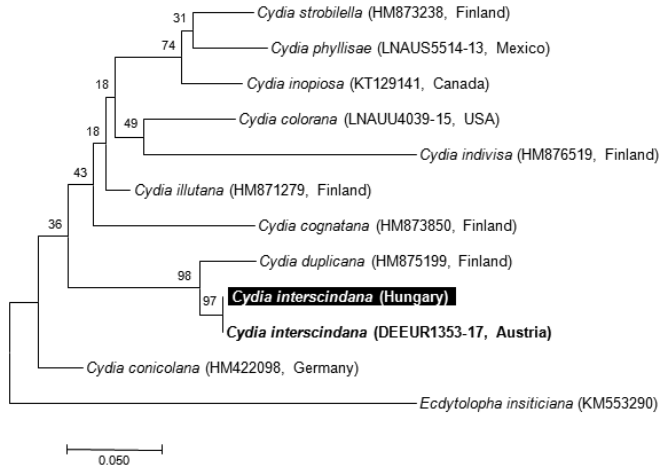 31
Cydia strobilella (HM873238, Finland)
74
Cydia phyllisae (LNAUS5514-13, Mexico)
18
Cydia inopiosa (KT129141, Canada)
49
Cydia colorana (LNAUU4039-15, USA)
18
Cydia indivisa (HM876519, Finland)
43
Cydia illutana (HM871279, Finland)
36
Cydia cognatana (HM873850, Finland)
98
Cydia duplicana (HM875199, Finland)
97
Cydia interscindana (Hungary)
Cydia interscindana (DEEUR1353-17, Austria)
Cydia conicolana (HM422098, Germany)
Ecdytolopha insiticiana (KM553290)
0.050